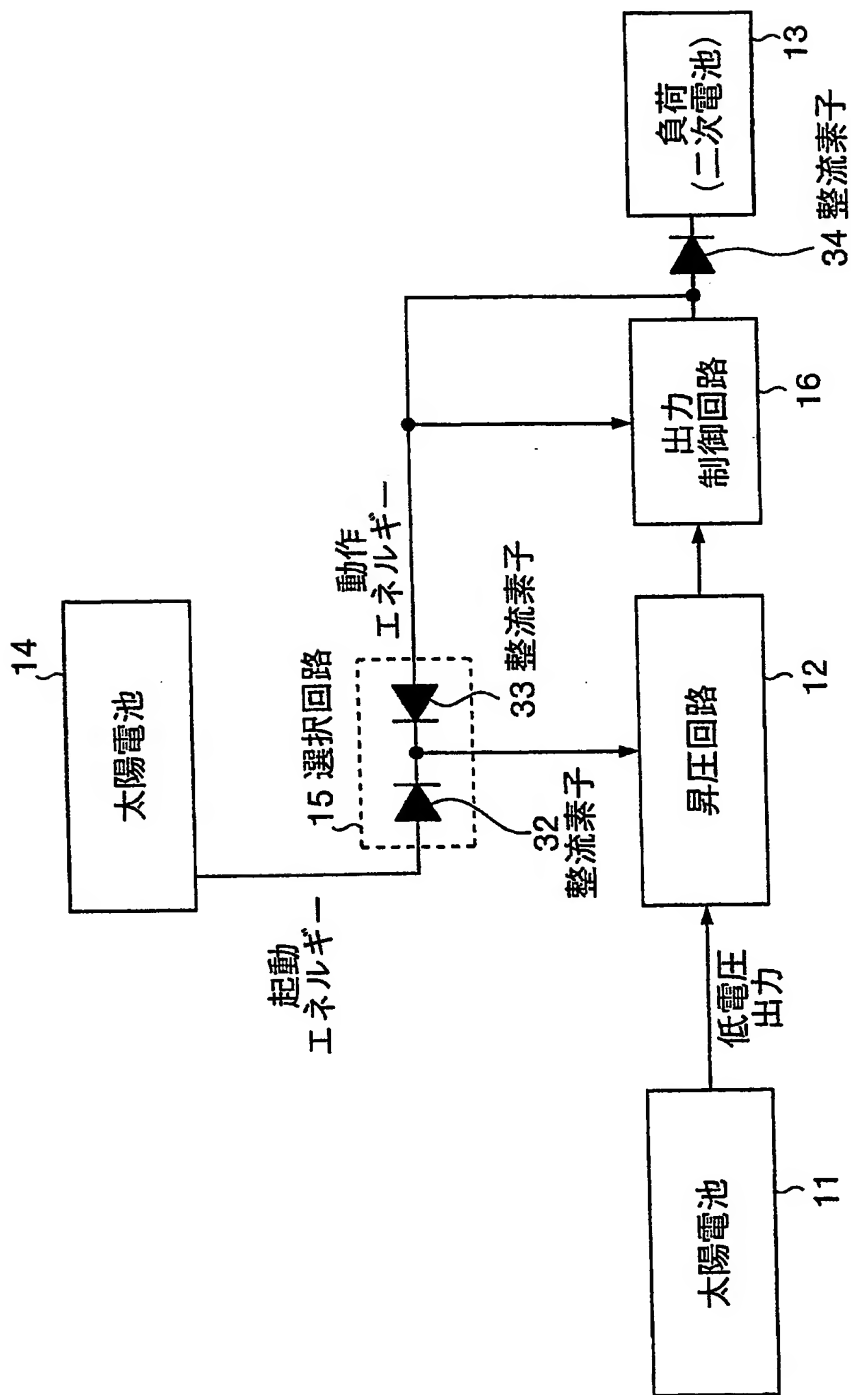 14
太陽電池
起動
エネルギー
15 選択回路
動作
エネルギー
32
整流素子
33 整流素子
太陽電池
11
低電圧
出力
昇圧回路
12
出力
制御回路
16
34 整流素子
負荷
(二次電池)
13